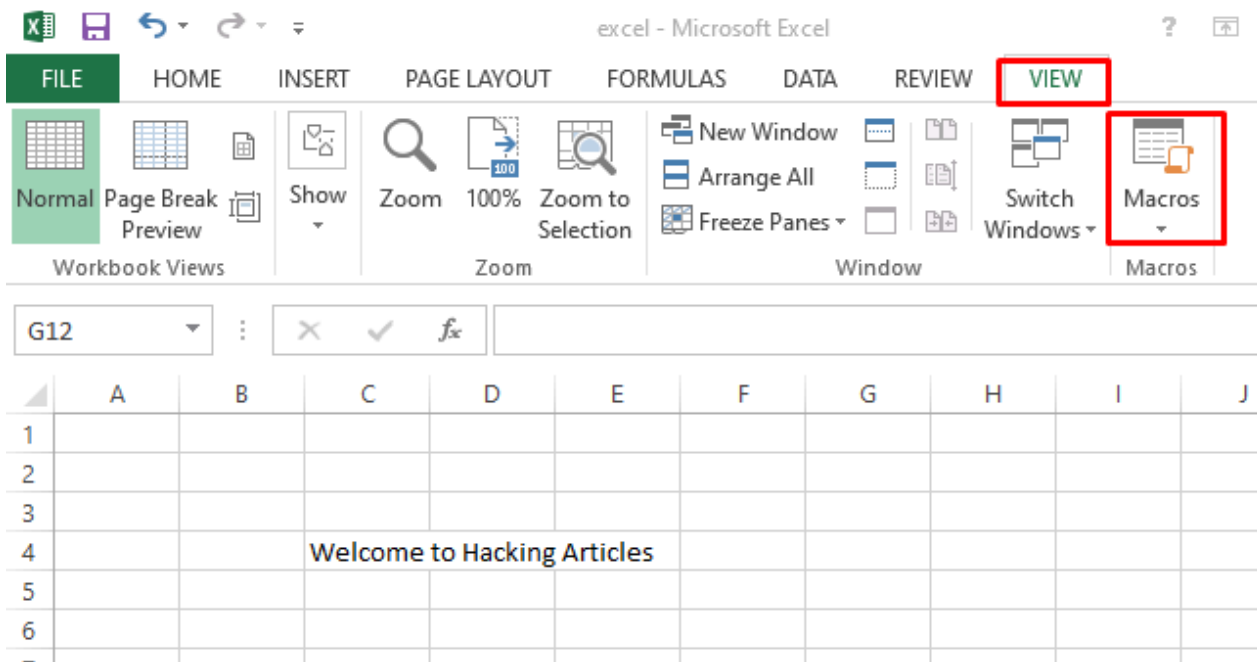 excel - Microsoft Excel ?
FILE HOME INSERT PAGE LAYOUT FORMULAS DATA REVIEW VIEW
Normal
Page Break
Preview
Workbook Views
Show
Zoom
100
100%
Zoom to
Selection
Zoom
New Window
Arrange All
Freeze Panes
Switch
Windows
Window
Macros
Macros
G12 fx
A B C D E F G H I J
1
2
3
4 Welcome to Hacking Articles
5
6